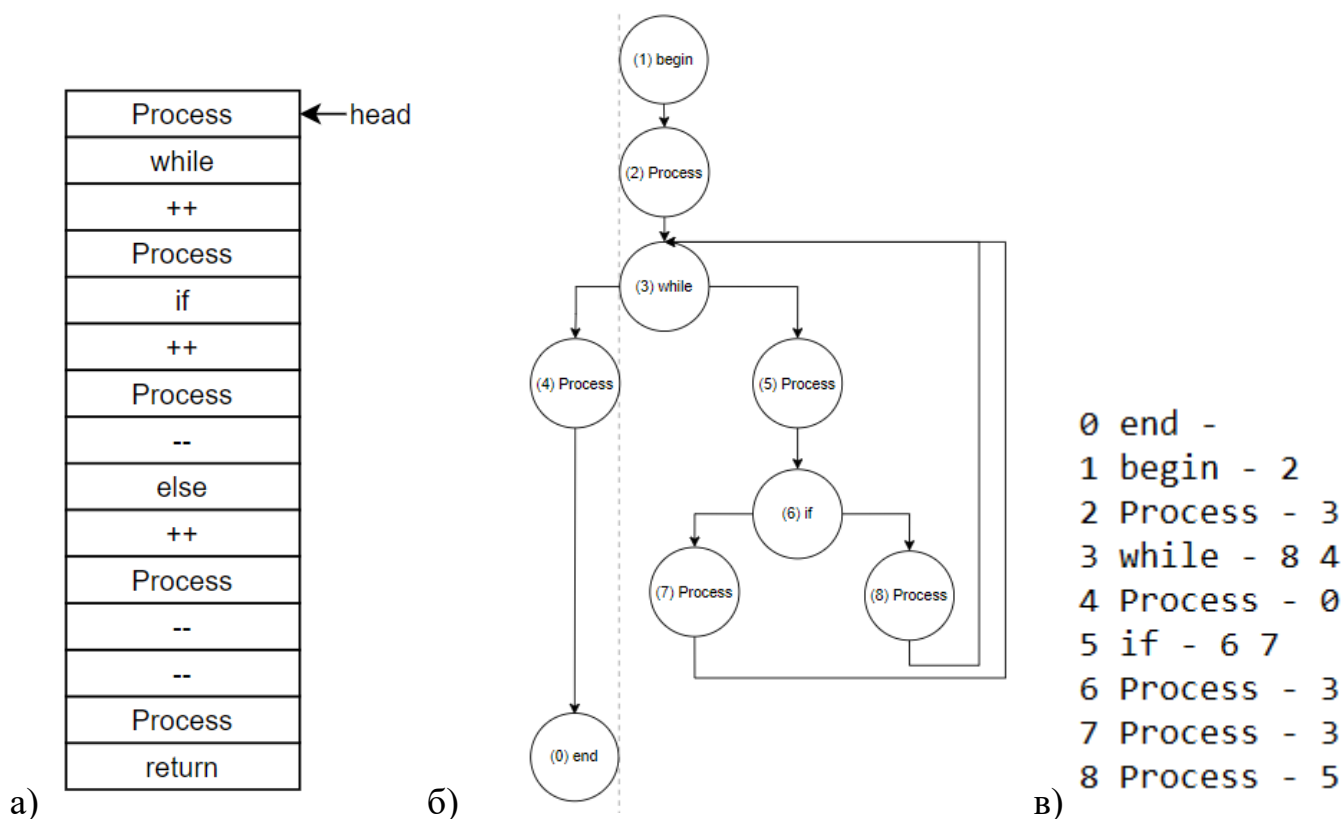 Process
head
while
++
Process
if
++
Process
--
else
++
Process
--
--
Process
return
а)
(1) begin
(2) Process
(3) while
(4) Process
(5) Process
(6) if
(7) Process
(8) Process
(0) end
б)
0 end -
1 begin - 2
2 Process - 3
3 while - 8 4
4 Process - 0
5 if - 6 7
6 Process - 3
7 Process - 3
8 Process - 5
в)